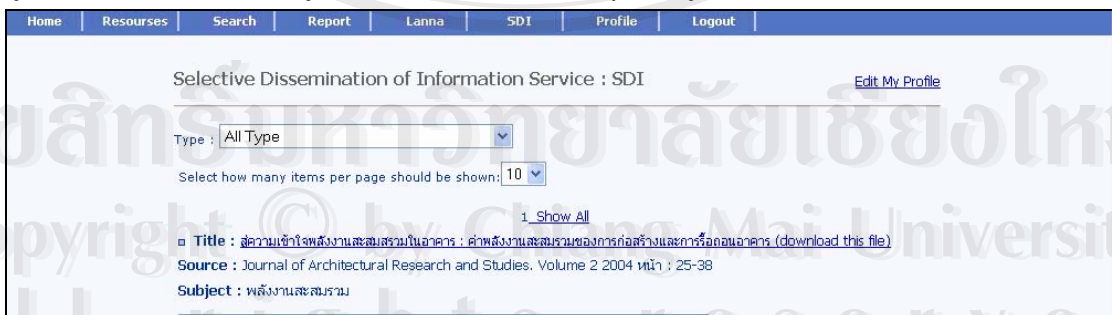 Home Resourses Search Report Lanna SDI Profile Logout
Selective Dissemination of Information Service : SDI Edit My Profile
Type : All Type
Select how many items per page should be shown: 10
1 Show All
Title : สู่ความเข้าใจพลังงานสะสมรวมในอาคาร : ค่าพลังงานสะสมรวมของการก่อสร้างและการรื้อถอนอาคาร (download this file)
Source : Journal of Architectural Research and Studies. Volume 2 2004 หน้า : 25-38
Subject : พลังงานสะสมรวม